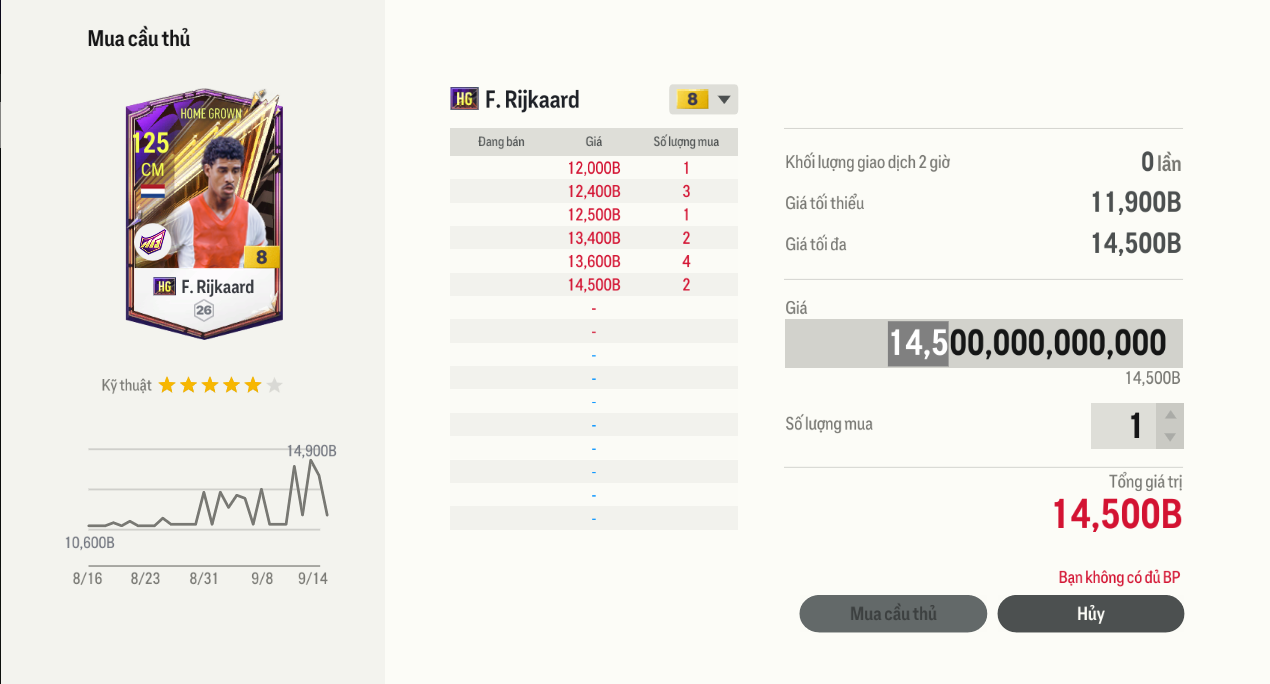 Mua cầu thủ
HOME GROWN
125
CM
8
HG F. Rijkaard
26
Kỹ thuật
14,900B
10,600B
8/16 8/23 8/31 9/8 9/14
HG F. Rijkaard 8
Đang bán Giá Số lượng mua
12,000B 1
12,400B 3
12,500B 1
13,400B 2
13,600B 4
14,500B 2
-
-
-
-
-
-
-
-
-
-
Khối lượng giao dịch 2 giờ 0 lần
Giá tối thiểu 11,900B
Giá tối đa 14,500B
Giá
14,500,000,000,000
14,500B
Số lượng mua 1
Tổng giá trị
14,500B
Bạn không có đủ BP
Mua cầu thủ Hủy